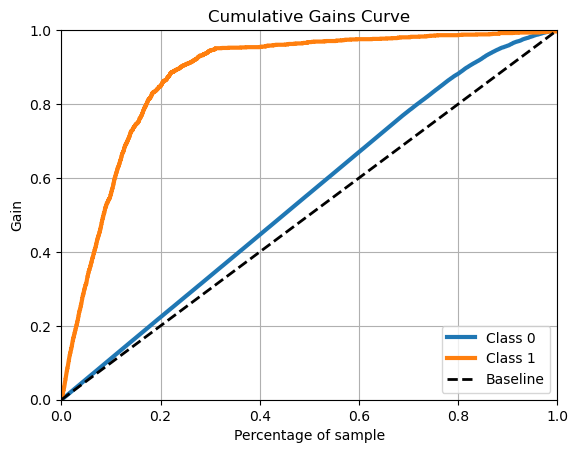 Cumulative Gains Curve
1.0
0.8
0.6
0.4
0.2
0.0
Gain
0.0 0.2 0.4 0.6 0.8 1.0
Percentage of sample
Class 0
Class 1
Baseline